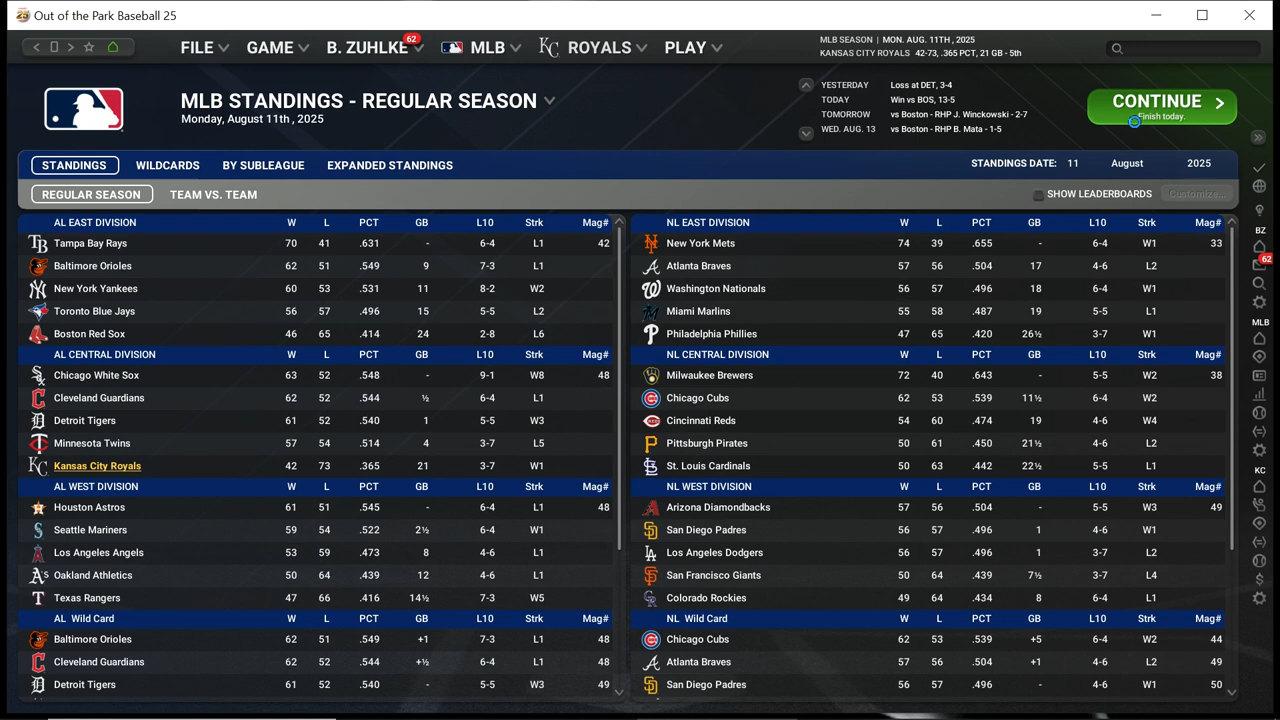 Out of the Park Baseball 25
FILE GAME B. ZUHLKE 62 MLB ROYALS PLAY
MLB SEASON | MON. AUG. 11TH , 2025
KANSAS CITY ROYALS 42-73, .365 PCT, 21 GB - 5th
MLB STANDINGS - REGULAR SEASON
Monday, August 11th , 2025
YESTERDAY Loss at DET, 3-4
TODAY Win vs BOS, 13-5
TOMORROW vs Boston - RHP J. Winckowski - 2-7
WED. AUG. 13 vs Boston - RHP B. Mata - 1-5
CONTINUE
Finish today.
STANDINGS WILDCARDS BY SUBLEAGUE EXPANDED STANDINGS
STANDINGS DATE: 11 August 2025
REGULAR SEASON TEAM VS. TEAM
SHOW LEADERBOARDS Customize...
AL EAST DIVISION W L PCT GB L10 Strk Mag#
Tampa Bay Rays 70 41 .631 - 6-4 L1 42
Baltimore Orioles 62 51 .549 9 7-3 L1
New York Yankees 60 53 .531 11 8-2 W2
Toronto Blue Jays 56 57 .496 15 5-5 L2
Boston Red Sox 46 65 .414 24 2-8 L6
AL CENTRAL DIVISION W L PCT GB L10 Strk Mag#
Chicago White Sox 63 52 .548 - 9-1 W8 48
Cleveland Guardians 62 52 .544 ½ 6-4 L1
Detroit Tigers 61 52 .540 1 5-5 W3
Minnesota Twins 57 54 .514 4 3-7 L5
Kansas City Royals 42 73 .365 21 3-7 W1
AL WEST DIVISION W L PCT GB L10 Strk Mag#
Houston Astros 61 51 .545 - 6-4 L1 48
Seattle Mariners 59 54 .522 2½ 6-4 W1
Los Angeles Angels 53 59 .473 8 4-6 L1
Oakland Athletics 50 64 .439 12 4-6 L1
Texas Rangers 47 66 .416 14½ 7-3 W5
AL Wild Card W L PCT GB L10 Strk Mag#
Baltimore Orioles 62 51 .549 +1 7-3 L1 48
Cleveland Guardians 62 52 .544 +½ 6-4 L1 48
Detroit Tigers 61 52 .540 - 5-5 W3 49
NL EAST DIVISION W L PCT GB L10 Strk Mag#
New York Mets 74 39 .655 - 6-4 W1 33
Atlanta Braves 57 56 .504 17 4-6 L2
Washington Nationals 56 57 .496 18 6-4 W1
Miami Marlins 55 58 .487 19 5-5 L1
Philadelphia Phillies 47 65 .420 26½ 3-7 W1
NL CENTRAL DIVISION W L PCT GB L10 Strk Mag#
Milwaukee Brewers 72 40 .643 - 5-5 W2 38
Chicago Cubs 62 53 .539 11½ 6-4 W2
Cincinnati Reds 54 60 .474 19 4-6 W4
Pittsburgh Pirates 50 61 .450 21½ 4-6 L2
St. Louis Cardinals 50 63 .442 22½ 5-5 L1
NL WEST DIVISION W L PCT GB L10 Strk Mag#
Arizona Diamondbacks 57 56 .504 - 5-5 W3 49
San Diego Padres 56 57 .496 1 4-6 W1
Los Angeles Dodgers 56 57 .496 1 3-7 L2
San Francisco Giants 50 64 .439 7½ 3-7 L4
Colorado Rockies 49 64 .434 8 6-4 L1
NL Wild Card W L PCT GB L10 Strk Mag#
Chicago Cubs 62 53 .539 +5 6-4 W2 44
Atlanta Braves 57 56 .504 +1 4-6 L2 49
San Diego Padres 56 57 .496 - 4-6 W1 50
BZ
62
MLB
KC